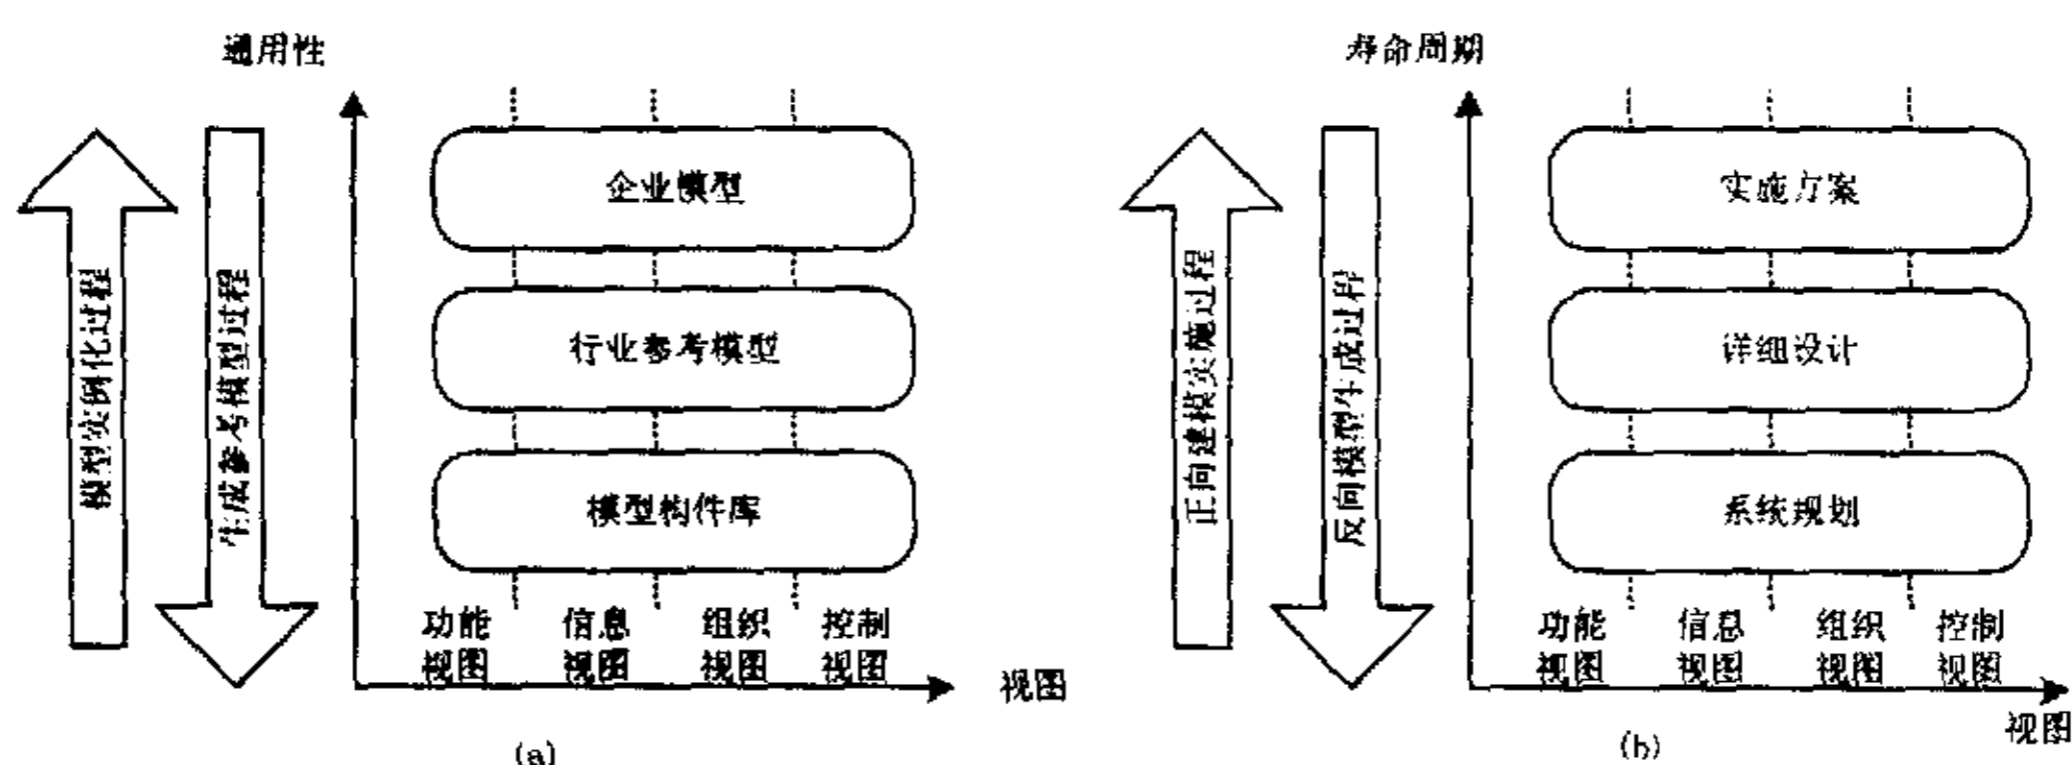 通用性
企业模型
行业参考模型
模型构件库
模型实例化过程
生成参考模型过程
功能
视图
信息
视图
组织
视图
控制
视图
视图
(a)
寿命周期
实施方案
详细设计
系统规划
正向建模实施过程
反向模型生成过程
功能
视图
信息
视图
组织
视图
控制
视图
视图
(b)